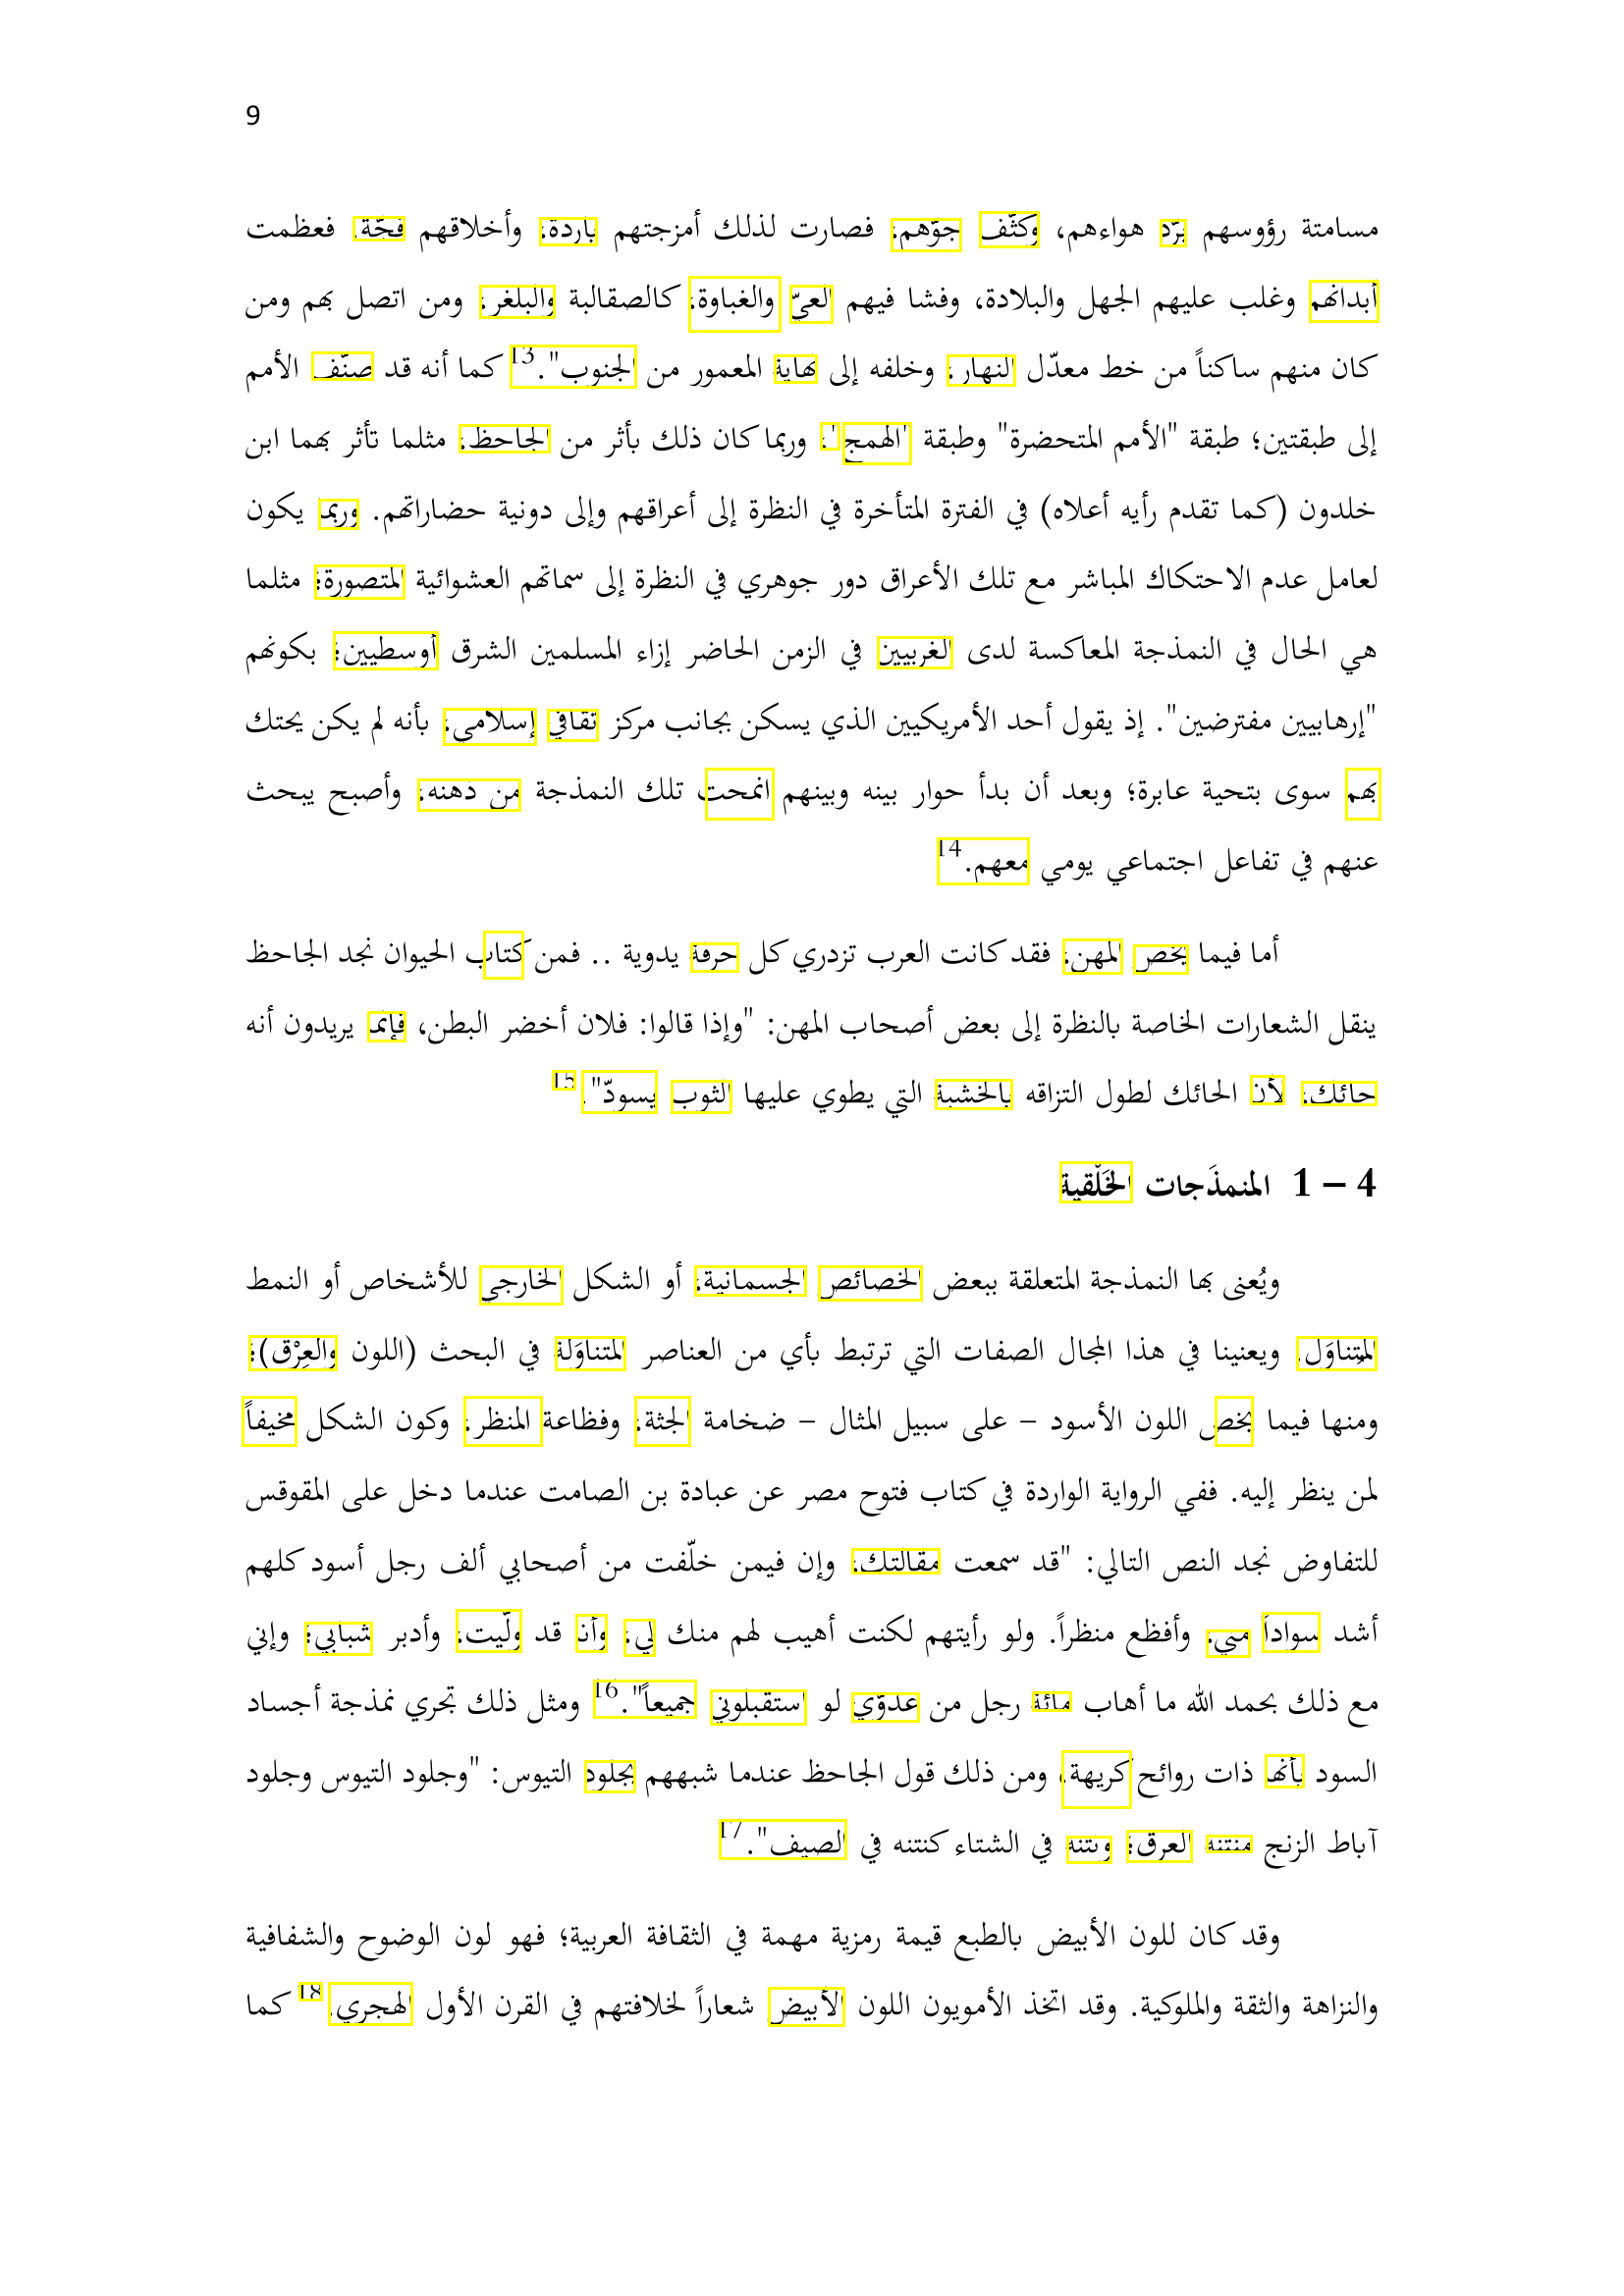 9
مسامتة رؤوسهم برّد هواءهم، وكثّف جوّهم، فصارت لذلك أمزجتهم باردة، وأخلاقهم فجّة. فعظمت
أبدانهم وغلب عليهم الجهل والبلادة، وفشا فيهم العيّ والغباوة، كالصقالبة والبلغر، ومن اتصل بهم ومن
كان منهم ساكناً من خط معدّل النهار، وخلفه إلى نهاية المعمور من الجنوب".13 كما أنه قد صنّف الأمم
إلى طبقتين؛ طبقة "الأمم المتحضرة" وطبقة "الهمج"، وربما كان ذلك بأثر من الجاحظ، مثلما تأثر بهما ابن
خلدون (كما تقدم رأيه أعلاه) في الفترة المتأخرة في النظرة إلى أعراقهم وإلى دونية حضاراتهم. وربما يكون
لعامل عدم الاحتكاك المباشر مع تلك الأعراق دور جوهري في النظرة إلى سماتهم العشوائية المتصورة؛ مثلما
هي الحال في النمذجة المعاكسة لدى الغربيين في الزمن الحاضر إزاء المسلمين الشرق أوسطيين؛ بكونهم
"إرهابيين مفترضين". إذ يقول أحد الأمريكيين الذي يسكن بجانب مركز ثقافي إسلامي، بأنه لم يكن يحتك
بهم سوى بتحية عابرة؛ وبعد أن بدأ حوار بينه وبينهم انمحت تلك النمذجة من ذهنه، وأصبح يبحث
عنهم في تفاعل اجتماعي يومي معهم.14
أما فيما يخص المهن، فقد كانت العرب تزدري كل حرفة يدوية .. فمن كتاب الحيوان نجد الجاحظ
ينقل الشعارات الخاصة بالنظرة إلى بعض أصحاب المهن: "وإذا قالوا: فلان أخضر البطن، فإنما يريدون أنه
حائك، لأن الحائك لطول التزاقه بالخشبة التي يطوي عليها الثوب يسودّ".15
4 – 1 المنمذَجات الخَلْقية
ويُعنى بها النمذجة المتعلقة ببعض الخصائص الجسمانية، أو الشكل الخارجي للأشخاص أو النمط
المُتناوَل. ويعنينا في هذا المجال الصفات التي ترتبط بأي من العناصر المتناوَلة في البحث (اللون والعِرْق)؛
ومنها فيما يخص اللون الأسود – على سبيل المثال – ضخامة الجثة، وفظاعة المنظر، وكون الشكل مخيفاً
لمن ينظر إليه. ففي الرواية الواردة في كتاب فتوح مصر عن عبادة بن الصامت عندما دخل على المقوقس
للتفاوض نجد النص التالي: "قد سمعت مقالتك، وإن فيمن خلّفت من أصحابي ألف رجل أسود كلهم
أشد سواداً مني، وأفظع منظراً. ولو رأيتهم لكنت أهيب لهم منك لي، وأن قد ولّيت، وأدبر شبابي؛ وإني
مع ذلك بحمد الله ما أهاب مائة رجل من عدوّي لو استقبلوني جميعاً".16 ومثل ذلك تجري نمذجة أجساد
السود بأنها ذات روائح كريهة، ومن ذلك قول الجاحظ عندما شبههم بجلود التيوس: "وجلود التيوس وجلود
آباط الزنج منتنة العرق؛ ونتنه في الشتاء كنتنه في الصيف".17
وقد كان للون الأبيض بالطبع قيمة رمزية مهمة في الثقافة العربية؛ فهو لون الوضوح والشفافية
والنزاهة والثقة والملوكية. وقد اتخذ الأمويون اللون الأبيض شعاراً لخلافتهم في القرن الأول الهجري.18 كما